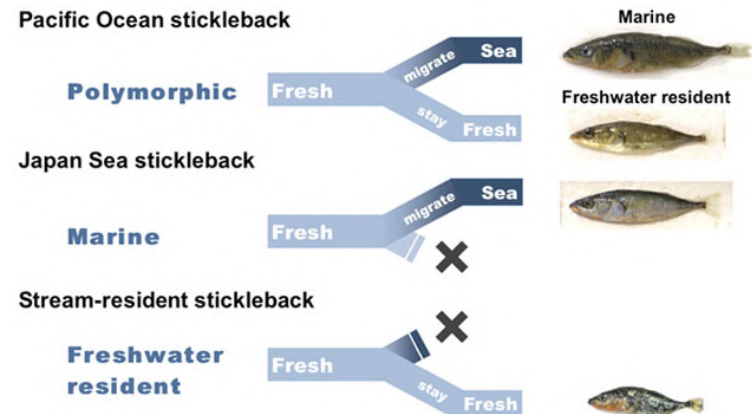 Pacific Ocean stickleback
Marine
Polymorphic
Fresh
migrate
Sea
stay
Fresh
Freshwater resident
Japan Sea stickleback
Marine
Fresh
migrate
Sea
Stream-resident stickleback
Freshwater
resident
Fresh
stay
Fresh